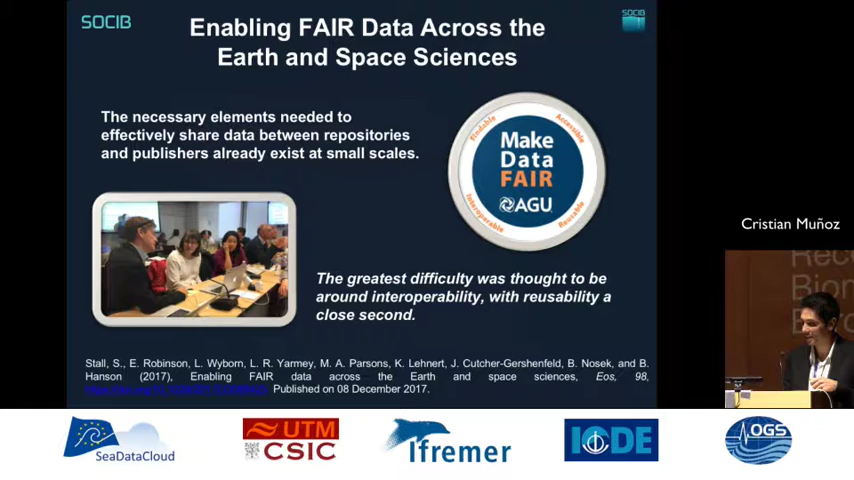 SOCIB
SOCIB
Enabling FAIR Data Across the
Earth and Space Sciences
The necessary elements needed to
effectively share data between repositories
and publishers already exist at small scales.
Findable
Accessible
Make
Data
FAIR
AGU
Interoperable
Reusable
Cristian Muñoz
The greatest difficulty was thought to be
around interoperability, with reusability a
close second.
Stall, S., E. Robinson, L. Wyborn, L. R. Yarmey, M. A. Parsons, K. Lehnert, J. Cutcher-Gershenfeld, B. Nosek, and B.
Hanson (2017), Enabling FAIR data across the Earth and space sciences, Eos, 98,
Published on 08 December 2017.
SeaDataCloud
UTM
CSIC
Ifremer
IODE
OGS